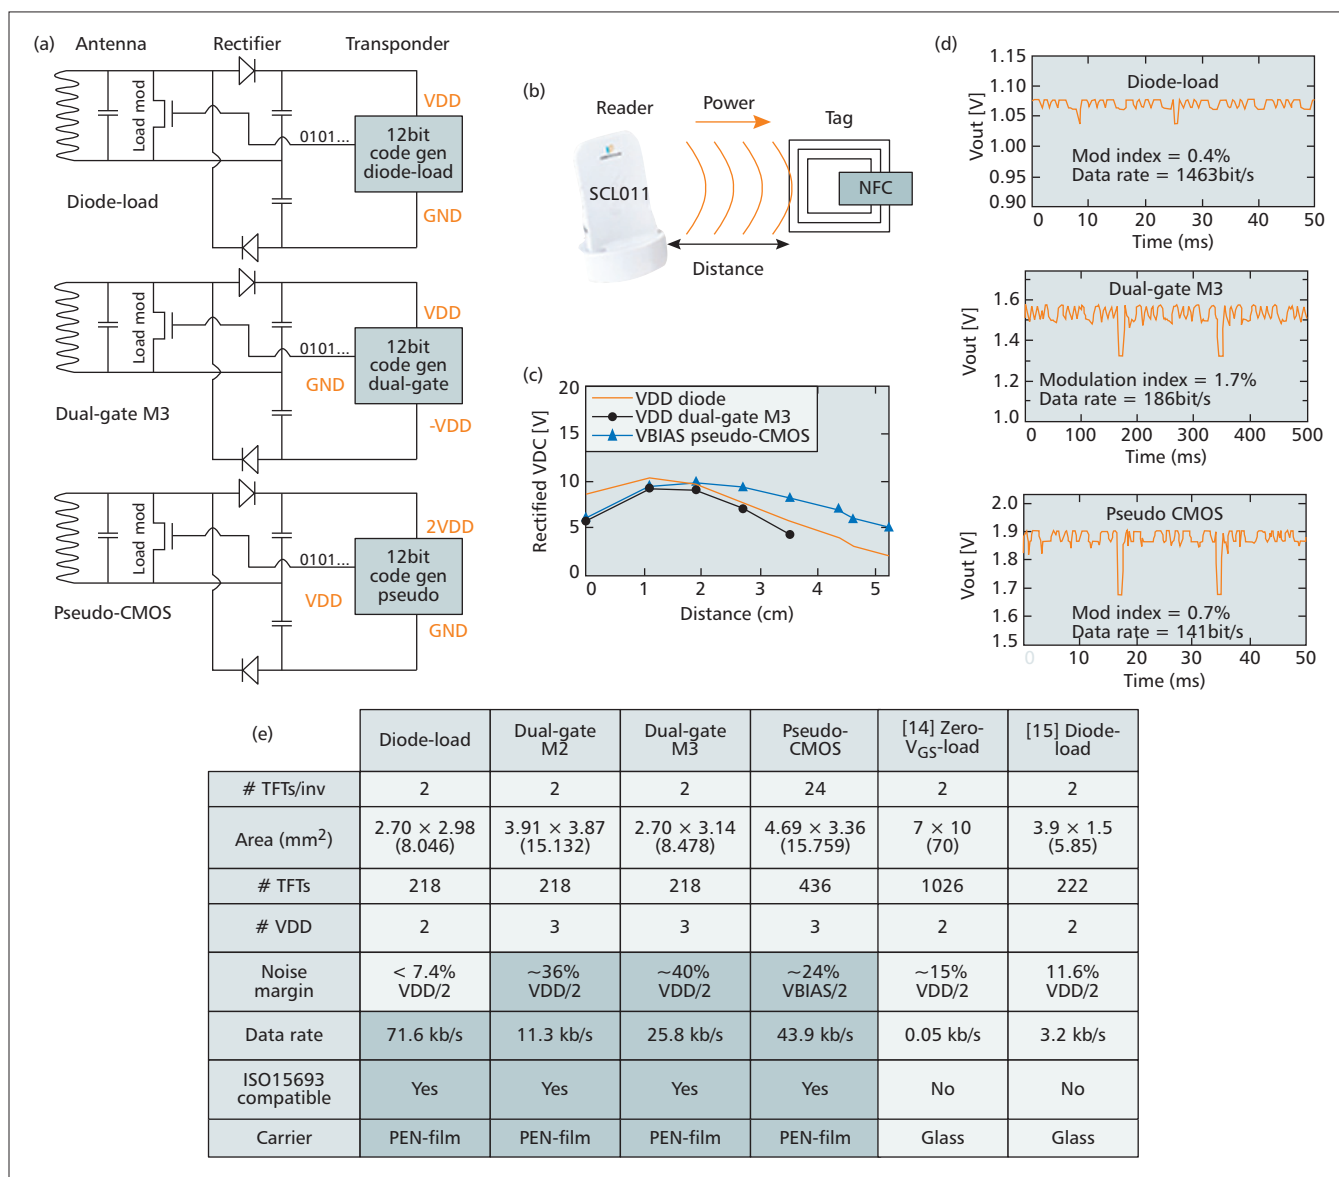 (a)
Antenna
Rectifier
Transponder
Load mod
0101...
VDD
12bit
code gen
diode-load
GND
Diode-load
Load mod
0101...
VDD
12bit
code gen
dual-gate
GND
-VDD
Dual-gate M3
Load mod
0101...
2VDD
12bit
code gen
pseudo
VDD
GND
Pseudo-CMOS
(b)
Reader
Power
Tag
SCL011
NFC
Distance
(c)
Rectified VDC [V]
20
15
10
5
0
VDD diode
VDD dual-gate M3
VBIAS pseudo-CMOS
0 1 2 3 4 5
Distance (cm)
(d)
Vout [V]
1.15
1.10
1.05
1.00
0.95
0.90
Diode-load
Mod index = 0.4%
Data rate = 1463bit/s
0 10 20 30 40 50
Time (ms)
Vout [V]
1.6
1.4
1.2
1.0
Dual-gate M3
Modulation index = 1.7%
Data rate = 186bit/s
0 100 200 300 400 500
Time (ms)
Vout [V]
2.0
1.9
1.8
1.7
1.6
1.5
Pseudo CMOS
Mod index = 0.7%
Data rate = 141bit/s
0 10 20 30 40 50
Time (ms)
(e)
Diode-load
Dual-gate
M2
Dual-gate
M3
Pseudo-
CMOS
[14] Zero-
VGS-load
[15] Diode-
load
# TFTs/inv
2
2
2
24
2
2
Area (mm2)
2.70 × 2.98
(8.046)
3.91 × 3.87
(15.132)
2.70 × 3.14
(8.478)
4.69 × 3.36
(15.759)
7 × 10
(70)
3.9 × 1.5
(5.85)
# TFTs
218
218
218
436
1026
222
# VDD
2
3
3
3
2
2
Noise
margin
< 7.4%
VDD/2
~36%
VDD/2
~40%
VDD/2
~24%
VBIAS/2
~15%
VDD/2
11.6%
VDD/2
Data rate
71.6 kb/s
11.3 kb/s
25.8 kb/s
43.9 kb/s
0.05 kb/s
3.2 kb/s
ISO15693
compatible
Yes
Yes
Yes
Yes
No
No
Carrier
PEN-film
PEN-film
PEN-film
PEN-film
Glass
Glass